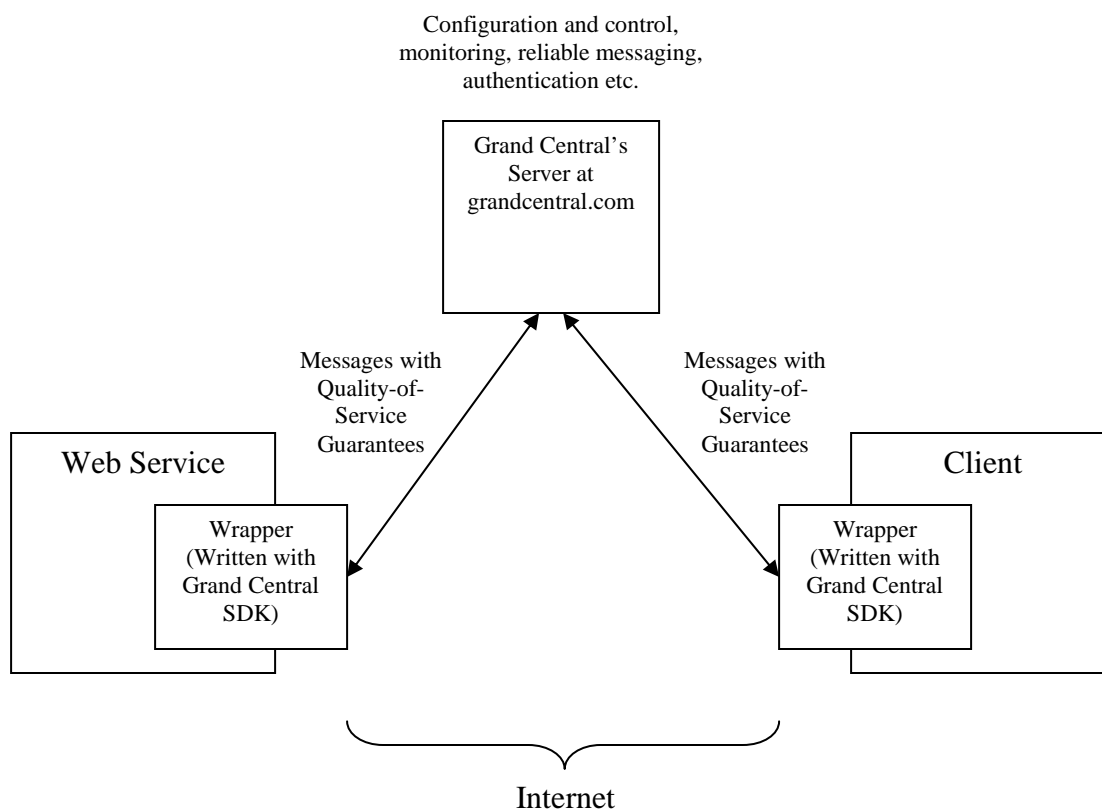 Configuration and control,
monitoring, reliable messaging,
authentication etc.
Grand Central’s
Server at
grandcentral.com
Messages with
Quality-of-
Service
Guarantees
Messages with
Quality-of-
Service
Guarantees
Web Service
Wrapper
(Written with
Grand Central
SDK)
Client
Wrapper
(Written with
Grand Central
SDK)
Internet